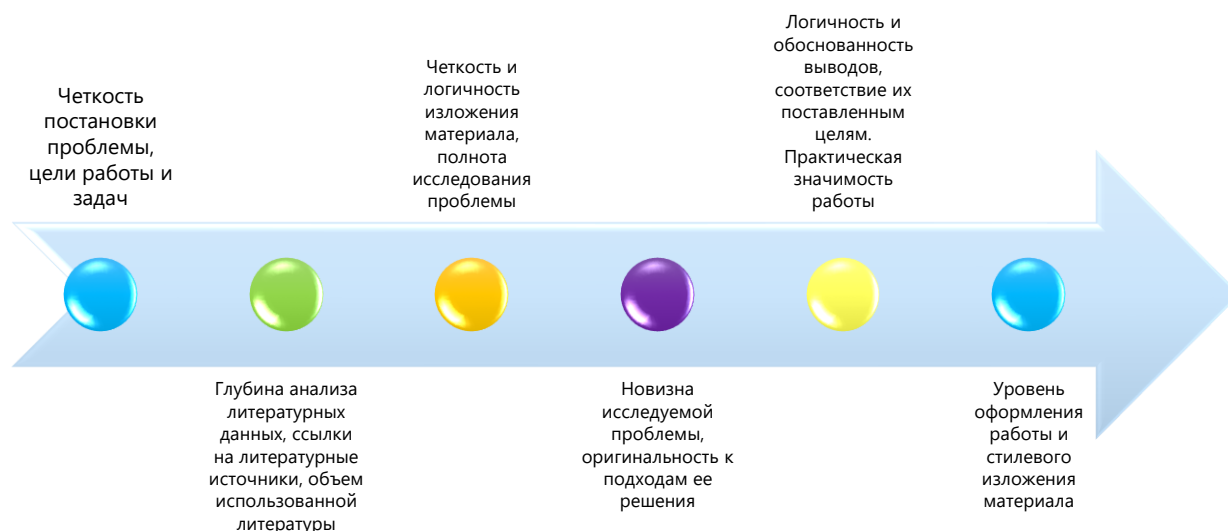 Четкость
постановки
проблемы,
цели работы и
задач
Глубина анализа
литературных
данных, ссылки
на литературные
источники, объем
использованной
литературы
Четкость и
логичность
изложения
материала,
полнота
исследования
проблемы
Новизна
исследуемой
проблемы,
оригинальность к
подходам ее
решения
Логичность и
обоснованность
выводов,
соответствие их
поставленным
целям.
Практическая
значимость
работы
Уровень
оформления
работы и
стилевого
изложения
материала